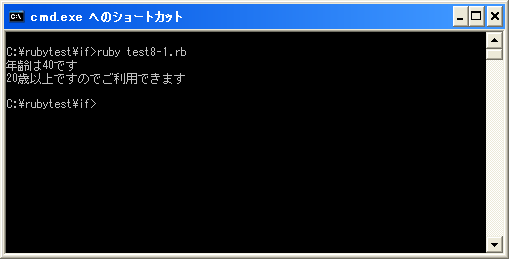 cmd.exe へのショートカット
C:¥rubytest¥if>ruby test8-1.rb
年齢は40です
20歳以上ですのでご利用できます
C:¥rubytest¥if>